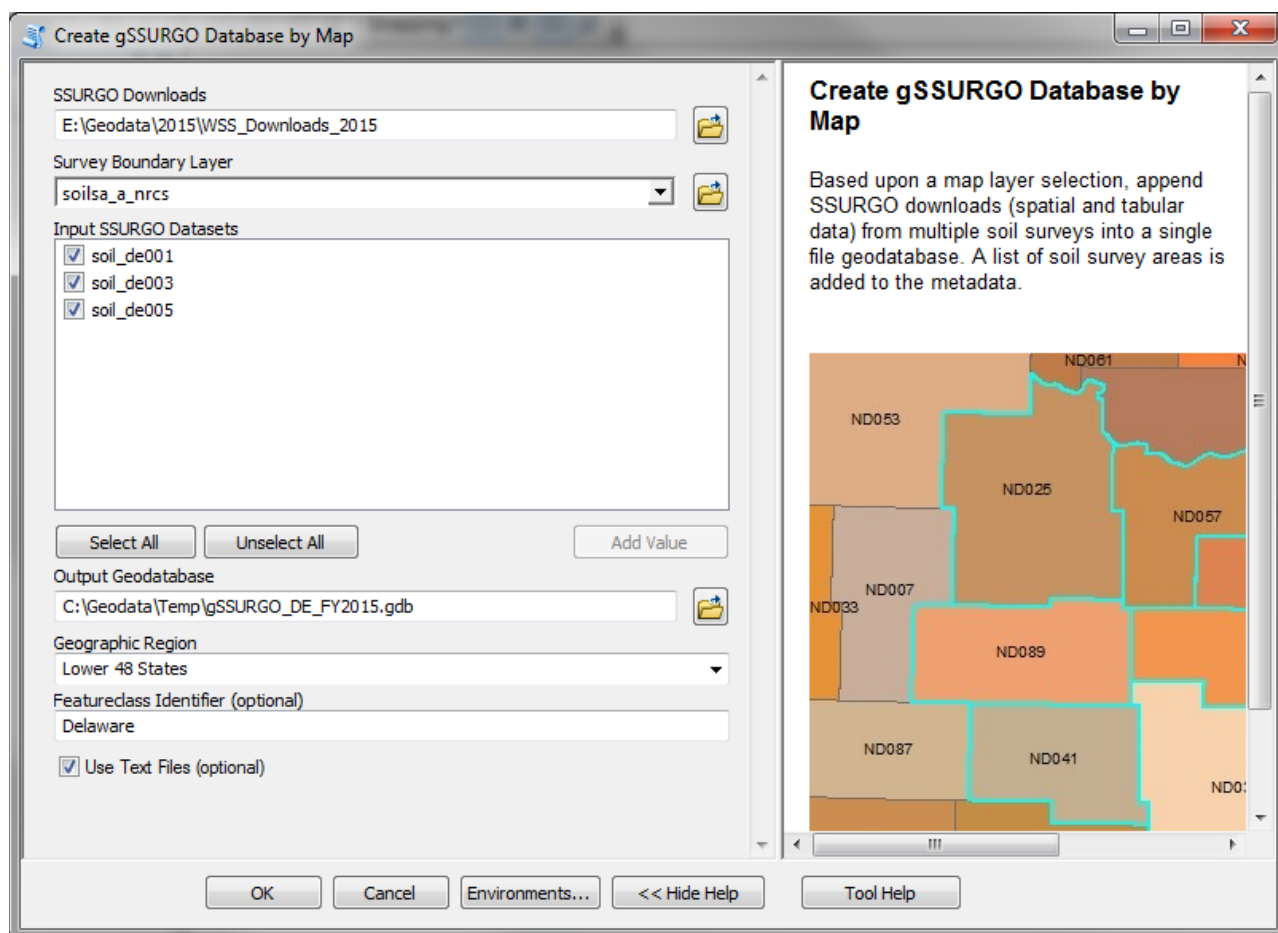 Create gSSURGO Database by Map
SSURGO Downloads
E:\Geodata\2015\WSS_Downloads_2015
Survey Boundary Layer
soilsa_a_nrcs
Input SSURGO Datasets
soil_de001
soil_de003
soil_de005
Select All
Unselect All
Add Value
Output Geodatabase
C:\Geodata\Temp\gSSURGO_DE_FY2015.gdb
Geographic Region
Lower 48 States
Featureclass Identifier (optional)
Delaware
Use Text Files (optional)
Create gSSURGO Database by
Map
Based upon a map layer selection, append
SSURGO downloads (spatial and tabular
data) from multiple soil surveys into a single
file geodatabase. A list of soil survey areas is
added to the metadata.
ND061
N
ND053
ND025
ND057
ND007
ND033
ND089
ND087
ND041
OK
Cancel
Environments...
<< Hide Help
Tool Help